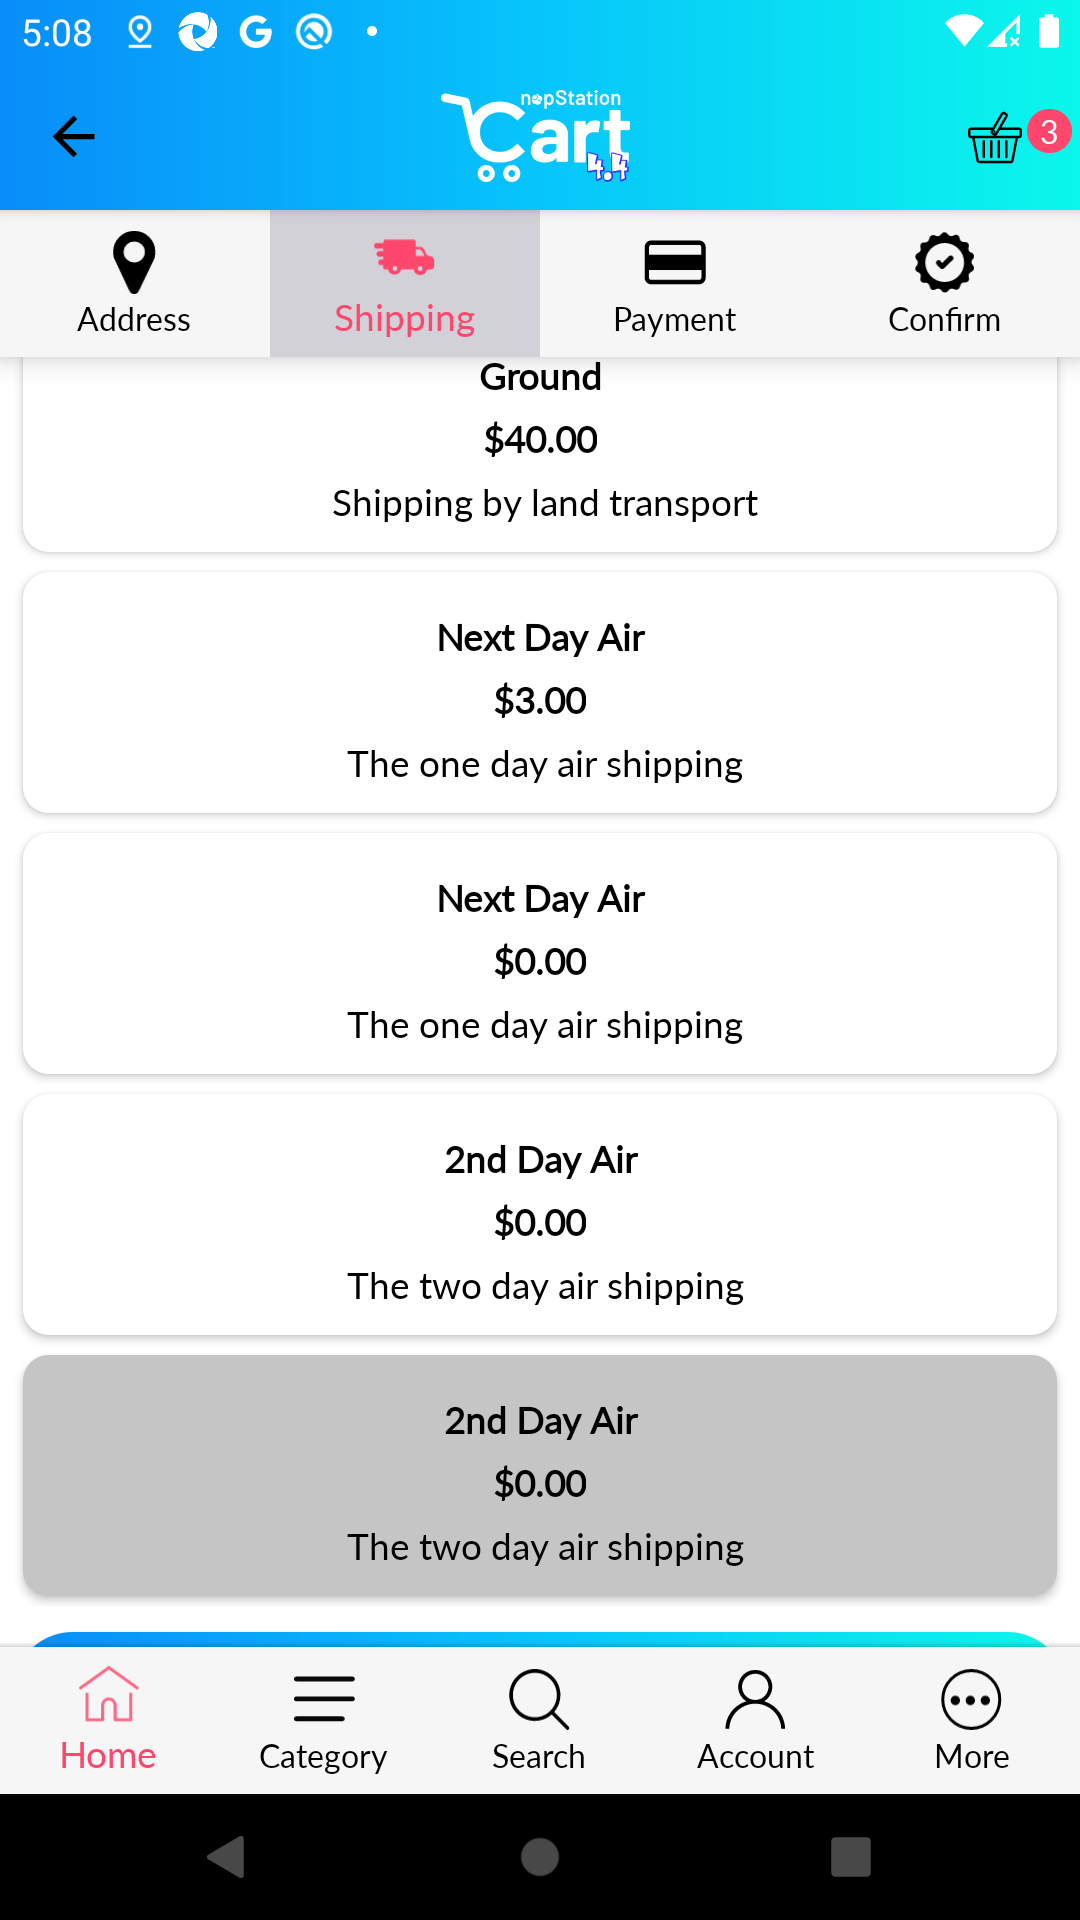 5:08
nopStation
Cart
4.4
3
Address
Shipping
Payment
Confirm
Ground
$40.00
Shipping by land transport
Next Day Air
$3.00
The one day air shipping
Next Day Air
$0.00
The one day air shipping
2nd Day Air
$0.00
The two day air shipping
2nd Day Air
$0.00
The two day air shipping
Home
Category
Search
Account
More